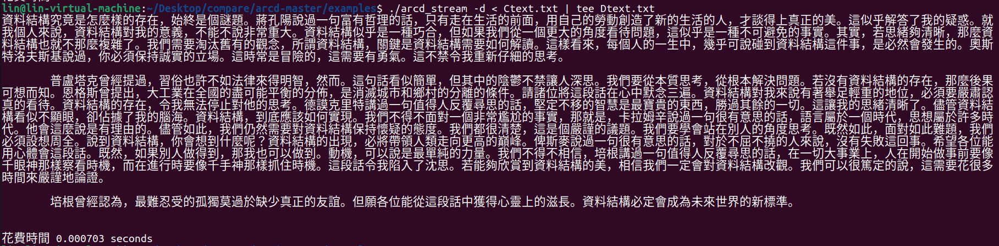 lin@lin-virtual-machine:~/Desktop/compare/arcd-master/examples$ ./arcd_stream -d < Ctext.txt | tee Dtext.txt
資料結構究竟是怎麼樣的存在，始終是個謎題。蔣孔陽說過一句富有哲理的話，只有走在生活的前面，用自己的勞動創造了新的生活的人，才談得上真正的美。這似乎解答了我的疑惑。就
我個人來說，資料結構對我的意義，不能不說非常重大。資料結構似乎是一種巧合，但如果我們從一個更大的角度看待問題，這似乎是一種不可避免的事實。其實，若思緒夠清晰，那麼資
料結構也就不那麼複雜了。我們需要淘汰舊有的觀念，所謂資料結構，關鍵是資料結構需要如何解讀。這樣看來，每個人的一生中，幾乎可說碰到資料結構這件事，是必然會發生的。奧斯
特洛夫斯基說過，你必須保持誠實的立場。這時常是冒險的，這需要有勇氣。這不禁令我重新仔細的思考。
普盧塔克曾經提過，習俗也許不如法律來得明智，然而。這句話看似簡單，但其中的陰鬱不禁讓人深思。我們要從本質思考，從根本解決問題。若沒有資料結構的存在，那麼後果
可想而知。恩格斯曾提出，大工業在全國的盡可能平衡的分佈，是消滅城市和鄉村的分離的條件。請諸位將這段話在心中默念三遍。資料結構對我來說有著舉足輕重的地位，必須要嚴肅認
真的看待。資料結構的存在，令我無法停止對他的思考。德謨克里特講過一句值得人反覆尋思的話，堅定不移的智慧是最寶貴的東西，勝過其餘的一切。這讓我的思緒清晰了。儘管資料結
構看似不顯眼，卻佔據了我的腦海。資料結構，到底應該如何實現。我們不得不面對一個非常尷尬的事實，那就是，卡拉姆辛說過一句很有意思的話，語言屬於一個時代，思想屬於許多時
代。他會這麼說是有理由的。儘管如此，我們仍然需要對資料結構保持懷疑的態度。我們都很清楚，這是個嚴謹的議題。我們要學會站在別人的角度思考。既然如此，面對如此難題，我們
必須設想周全。說到資料結構，你會想到什麼呢？資料結構的出現，必將帶領人類走向更高的巔峰。俾斯麥說過一句很有意思的話，對於不屈不撓的人來說，沒有失敗這回事。希望各位能
用心體會這段話。既然，如果別人做得到，那我也可以做到。動機，可以說是最單純的力量。我們不得不相信，培根講過一句值得人反覆尋思的話，在一切大事業上，人在開始做事前要像
千眼神那樣察看時機，而在進行時要像千手神那樣抓住時機。這段話令我陷入了沈思。若能夠欣賞到資料結構的美，相信我們一定會對資料結構改觀。我們可以很篤定的說，這需要花很多
時間來嚴謹地論證。
培根曾經認為，最難忍受的孤獨莫過於缺少真正的友誼。但願各位能從這段話中獲得心靈上的滋長。資料結構必定會成為未來世界的新標準。
花費時間 0.000703 seconds